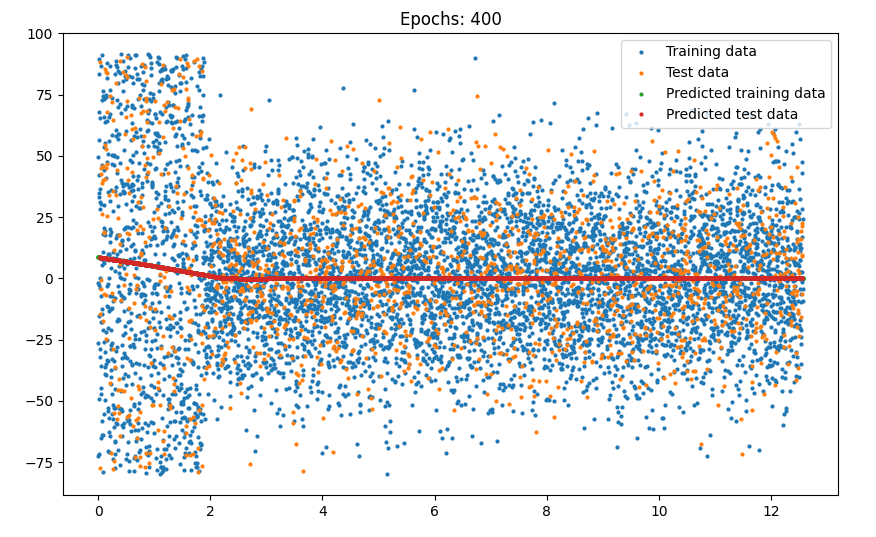 Epochs: 400
Training data
Test data
Predicted training data
Predicted test data
100
75
50
25
0
−25
−50
−75
0 2 4 6 8 10 12